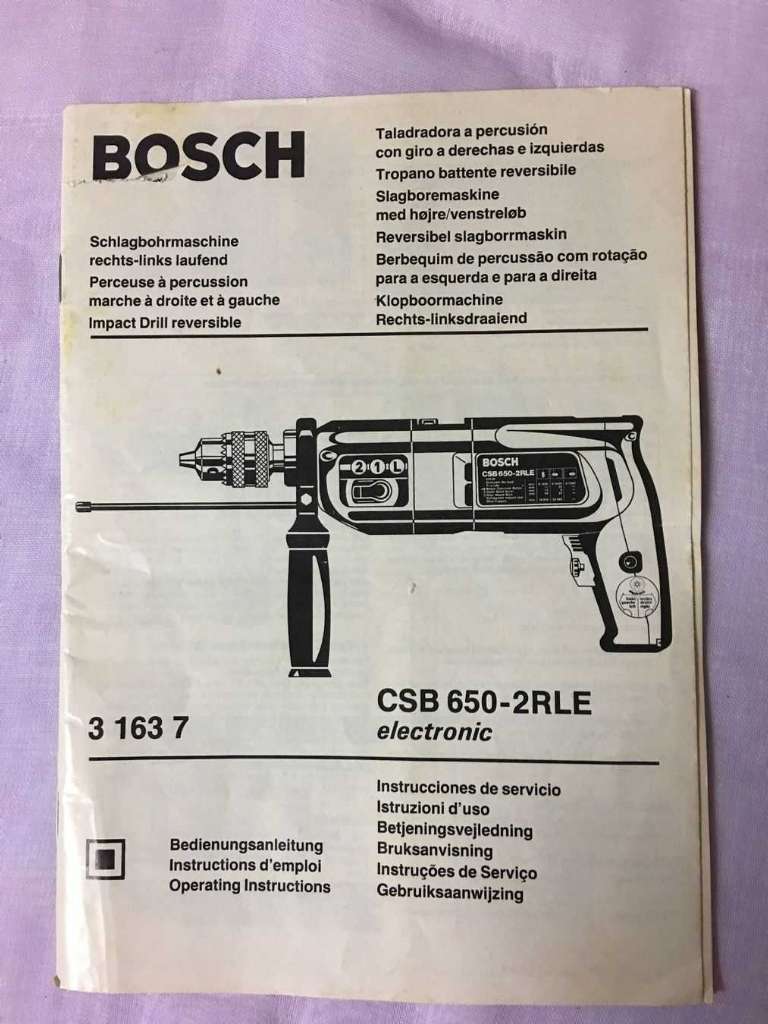 BOSCH
Schlagbohrmaschine
rechts-links laufend
Perceuse à percussion
marche à droite et à gauche
Impact Drill reversible
Taladradora a percusión
con giro a derechas e izquierdas
Tropano battente reversibile
Slagboremaskine
med højre/venstreløb
Reversibel slagborrmaskin
Berbequim de percussão com rotação
para a esquerda e para a direita
Klopboormachine
Rechts-linksdraaiend
2 1 L
BOSCH
CSB 650-2RLE
3 163 7
CSB 650-2RLE
electronic
Bedienungsanleitung
Instructions d'emploi
Operating Instructions
Instrucciones de servicio
Istruzioni d'uso
Betjeningsvejledning
Bruksanvisning
Instruções de Serviço
Gebruiksaanwijzing